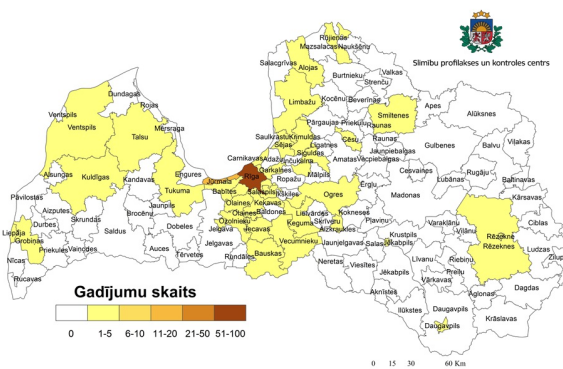 Slimību profilakses un kontroles centrs
Rūjienas
Mazsalacas
Naukšēnu
Salacgrīvas
Alojas
Burtnieku
Valkas
Strenču
Dundagas
Rojas
Ventspils
Ventspils
Mērsraga
Talsu
Limbažu
Kocēnu
Beverīnas
Smiltenes
Apes
Alūksnes
Pārgaujas
Priekuļu
Raunas
Saulkrastu
Krimuldas
Līgatnes
Cēsu
Jaunpiebalgas
Gulbenes
Balvu
Viļakas
Carnikavas
Ādažu
Sējas
Siguldas
Inčukalna
Amatas
Vecpiebalgas
Alsungas
Kuldīgas
Kandavas
Engures
Jūrmala
Rīga
Garkalnes
Ropažu
Mālpils
Cesvaines
Lubānas
Rugāju
Baltinavas
Tukuma
Babītes
Salaspils
Ikšķiles
Ogres
Ērgļu
Madonas
Kārsavas
Pāvilostas
Aizputes
Skrundas
Brocēnu
Jaunpils
Olaines
Ķekavas
Baldones
Lielvārdes
Kokneses
Ciblas
Durbes
Saldus
Dobeles
Ozolnieku
Olaines
Ķeguma
Skrīveru
Aizkraukles
Pļaviņu
Krustpils
Varakļānu
Viļānu
Rēzekne
Rēzeknes
Ludzas
Zilup
Liepāja
Grobiņas
Priekules
Vaiņodes
Auces
Tērvetes
Jelgava
Jelgavas
Iecavas
Vecumnieku
Jaunjelgavas
Salas
Jēkabpils
Līvānu
Riebiņu
Preiļu
Nīcas
Rucavas
Rundāles
Bauskas
Neretas
Viesītes
Jēkabpils
Vārkavas
Aglonas
Dagdas
Aknīstes
Ilūkstes
Daugavpils
Daugavpils
Krāslavas
Gadījumu skaits
0 1-5 6-10 11-20 21-50 51-100
0 15 30 60 Km